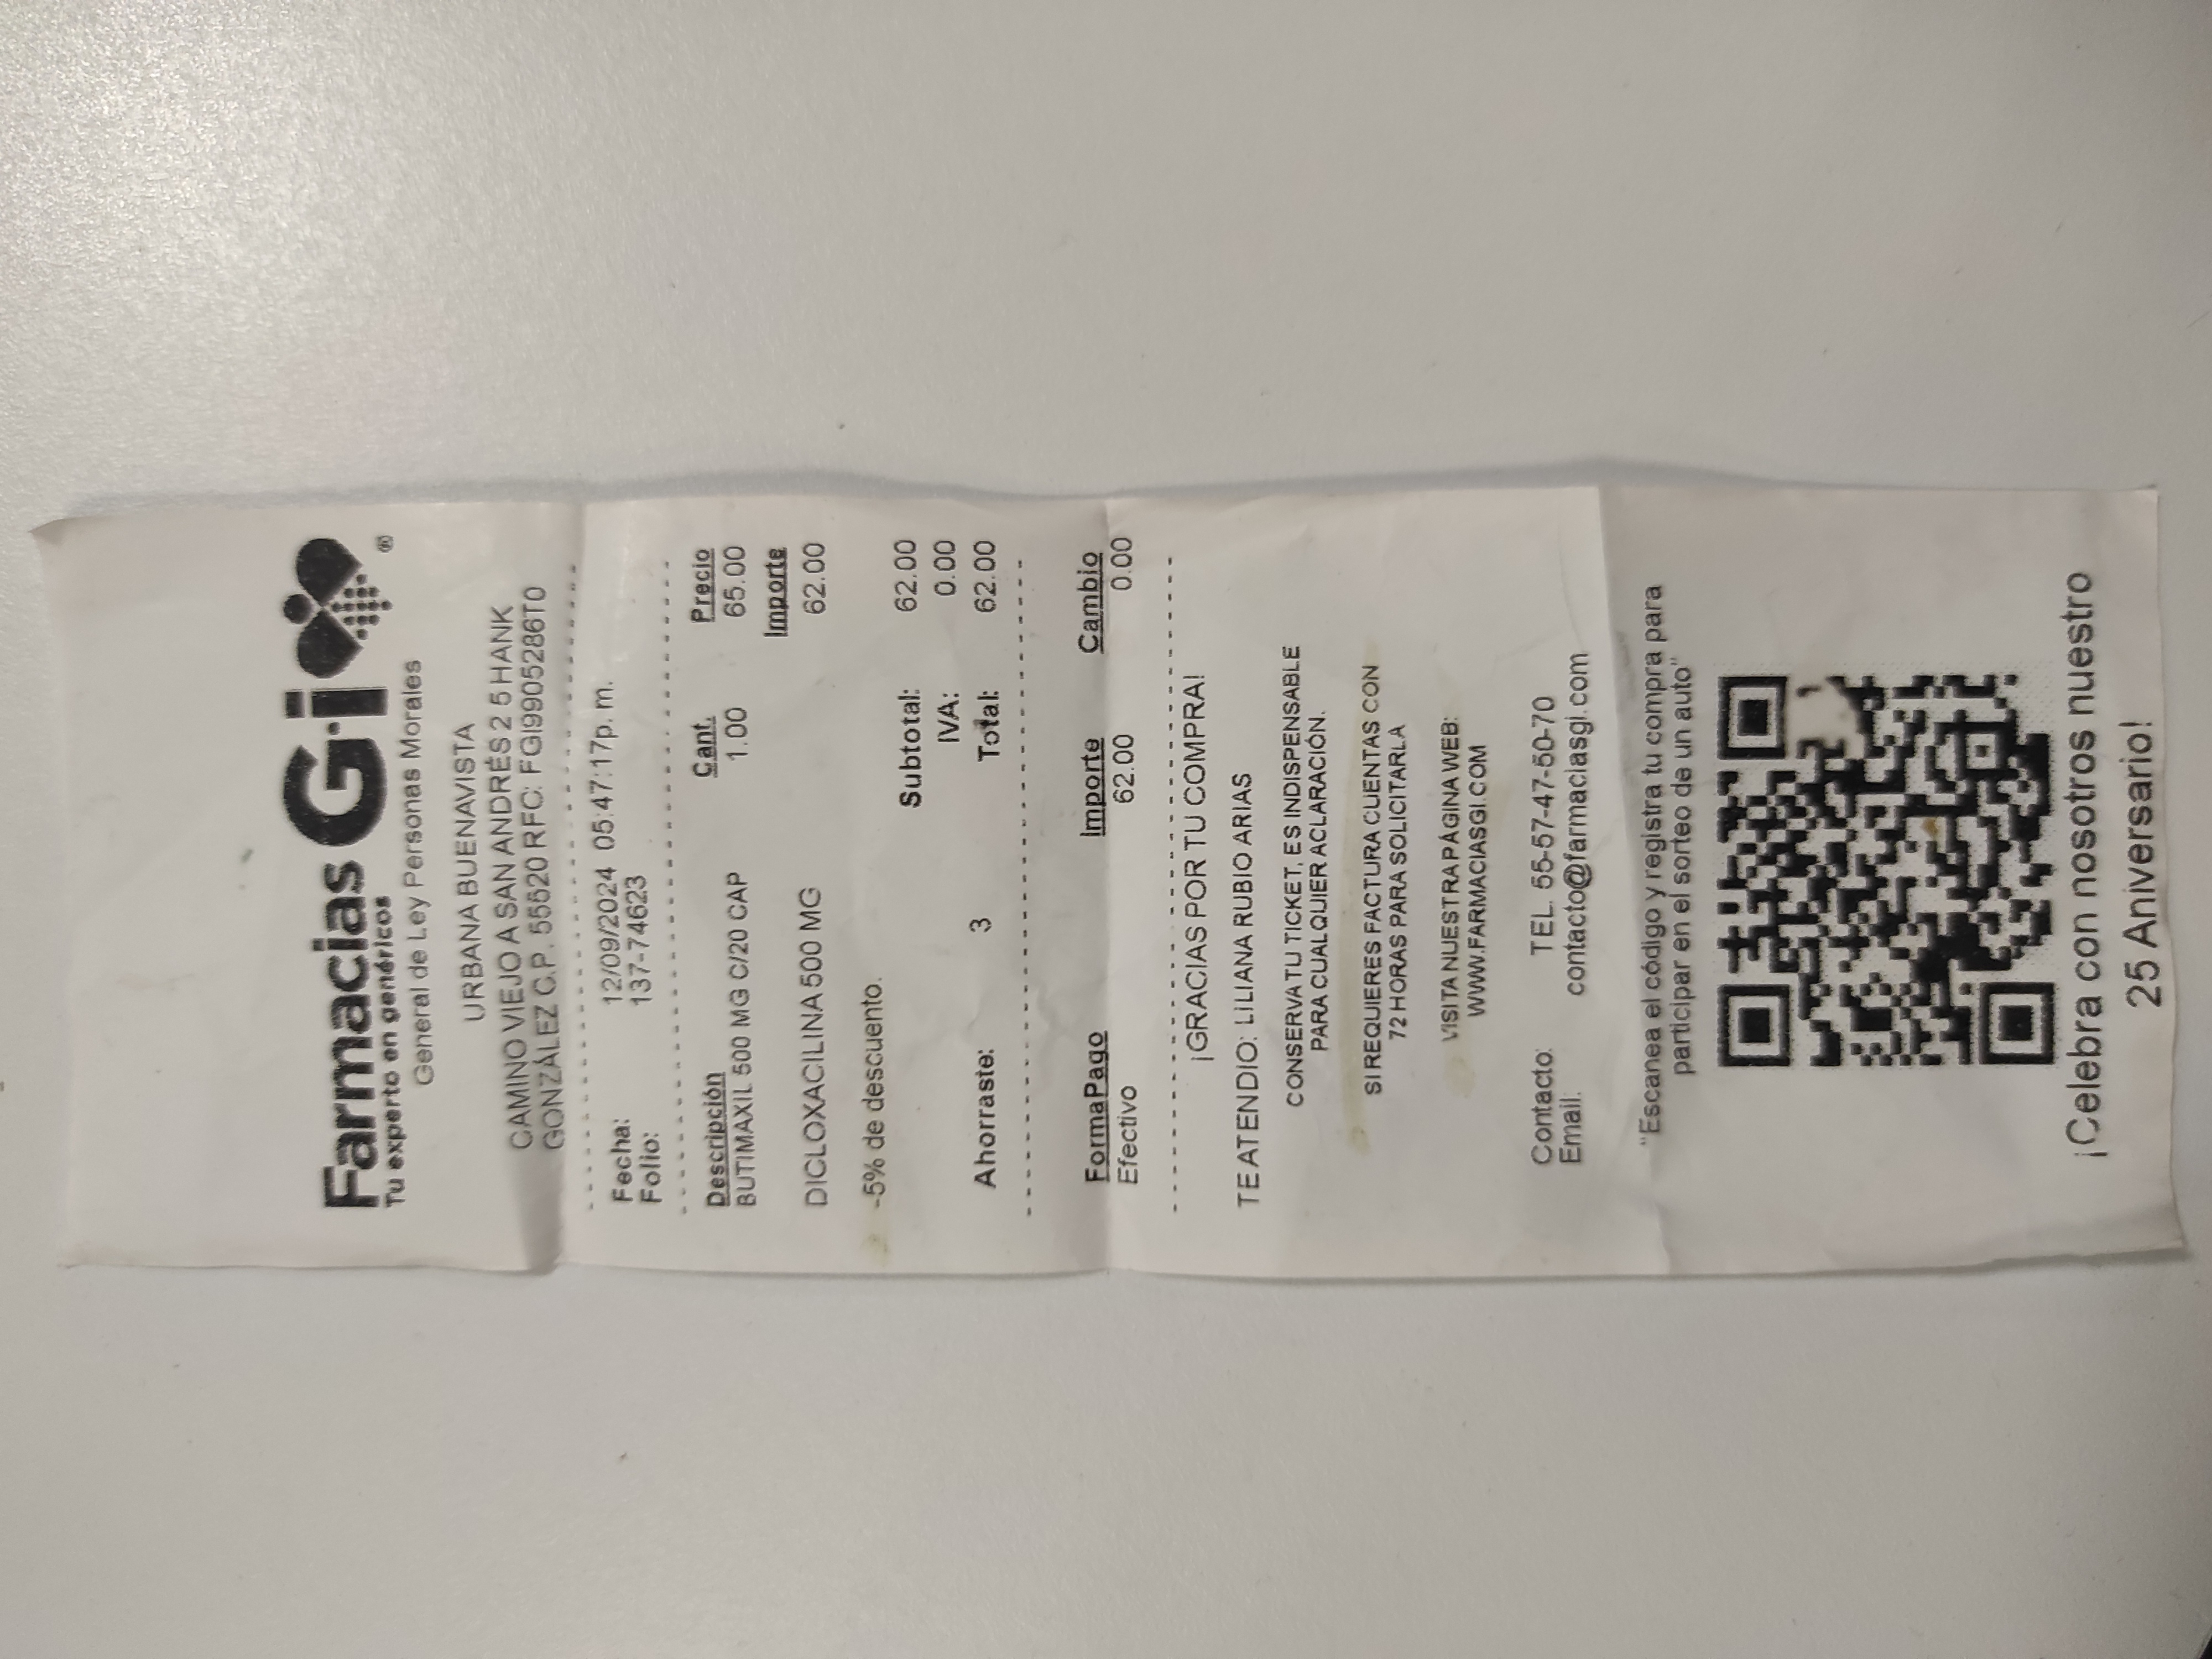 Farmacias Gi ®
Tu experto en genéricos
General de Ley Personas Morales
URBANA BUENAVISTA
CAMINO VIEJO A SAN ANDRÉS 2 5 HANK
GONZÁLEZ C.P. 55520 RFC: FGI9905286T0
Fecha: 12/09/2024 05:47:17p. m.
Folio: 137-74623
Descripción Cant. Precio
BUTIMAXIL 500 MG C/20 CAP 1.00 65.00
Importe
DICLOXACILINA 500 MG 62.00
-5% de descuento.
Subtotal: 62.00
IVA: 0.00
Ahorraste: 3 Total: 62.00
FormaPago Importe Cambio
Efectivo 62.00 0.00
¡GRACIAS POR TU COMPRA!
TE ATENDIO: LILIANA RUBIO ARIAS
CONSERVA TU TICKET, ES INDISPENSABLE
PARA CUALQUIER ACLARACIÓN.
SI REQUIERES FACTURA CUENTAS CON
72 HORAS PARA SOLICITARLA
VISITA NUESTRA PÁGINA WEB:
WWW.FARMACIASGI.COM
Contacto: TEL. 55-57-47-50-70
Email: contacto@farmaciasgi.com
"Escanea el código y registra tu compra para
participar en el sorteo de un auto"
¡Celebra con nosotros nuestro
25 Aniversario!